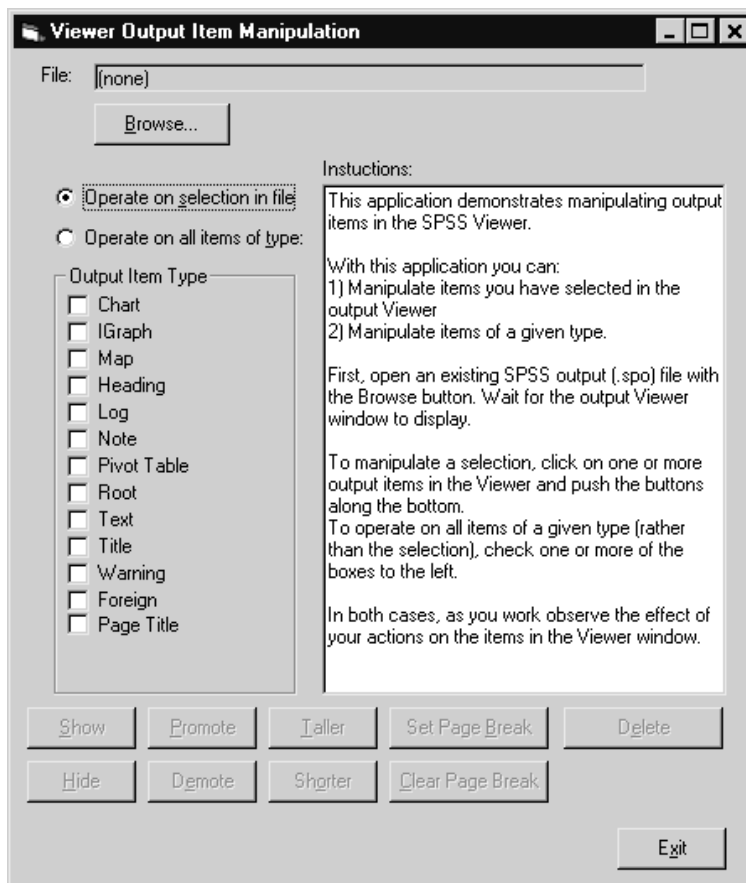 Viewer Output Item Manipulation
File: (none)
Browse...
Operate on selection in file
Operate on all items of type:
Output Item Type
Chart
IGraph
Map
Heading
Log
Note
Pivot Table
Root
Text
Title
Warning
Foreign
Page Title
Instuctions:
This application demonstrates manipulating output
items in the SPSS Viewer.
With this application you can:
1) Manipulate items you have selected in the
output Viewer
2) Manipulate items of a given type.
First, open an existing SPSS output (.spo) file with
the Browse button. Wait for the output Viewer
window to display.
To manipulate a selection, click on one or more
output items in the Viewer and push the buttons
along the bottom.
To operate on all items of a given type (rather
than the selection), check one or more of the
boxes to the left.
In both cases, as you work observe the effect of
your actions on the items in the Viewer window.
Show Promote Taller Set Page Break Delete
Hide Demote Shorter Clear Page Break
Exit